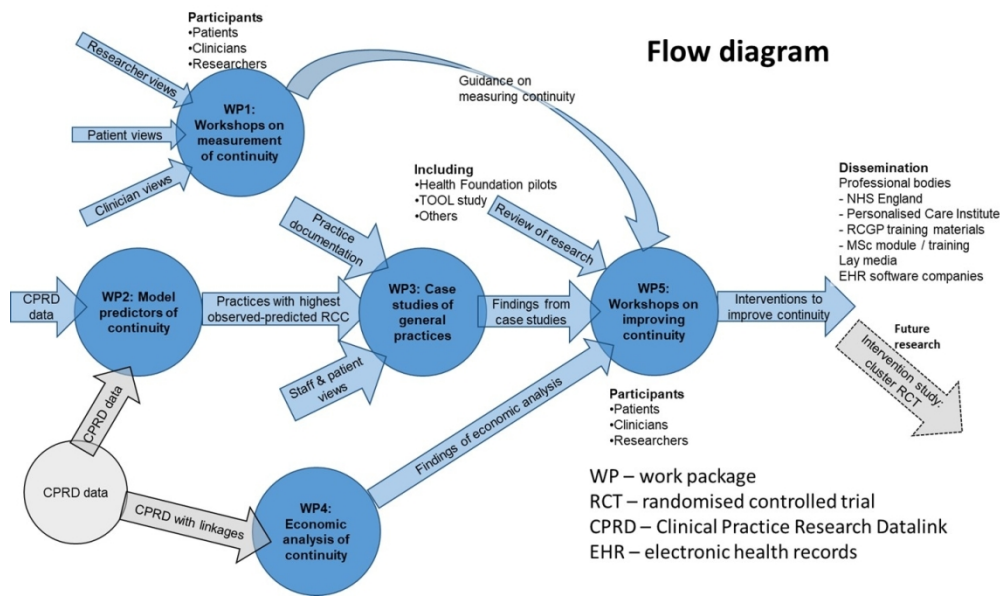 Flow diagram
Participants
•Patients
•Clinicians
•Researchers
Researcher views
Patient views
Clinician views
WP1:
Workshops on
measurement
of continuity
Guidance on
measuring continuity
Including
•Health Foundation pilots
•TOOL study
•Others
Review of research
Practice
documentation
Dissemination
Professional bodies
- NHS England
- Personalised Care Institute
- RCGP training materials
- MSc module / training
Lay media
EHR software companies
CPRD
data
WP2: Model
predictors of
continuity
Practices with highest
observed-predicted RCC
WP3: Case
studies of
general
practices
Findings from
case studies
WP5:
Workshops on
improving
continuity
Interventions to
improve continuity
Future
research
Intervention study:
cluster RCT
Staff & patient
views
CPRD data
CPRD data
CPRD with linkages
WP4:
Economic
analysis of
continuity
Findings of economic analysis
Participants
•Patients
•Clinicians
•Researchers
WP – work package
RCT – randomised controlled trial
CPRD – Clinical Practice Research Datalink
EHR – electronic health records